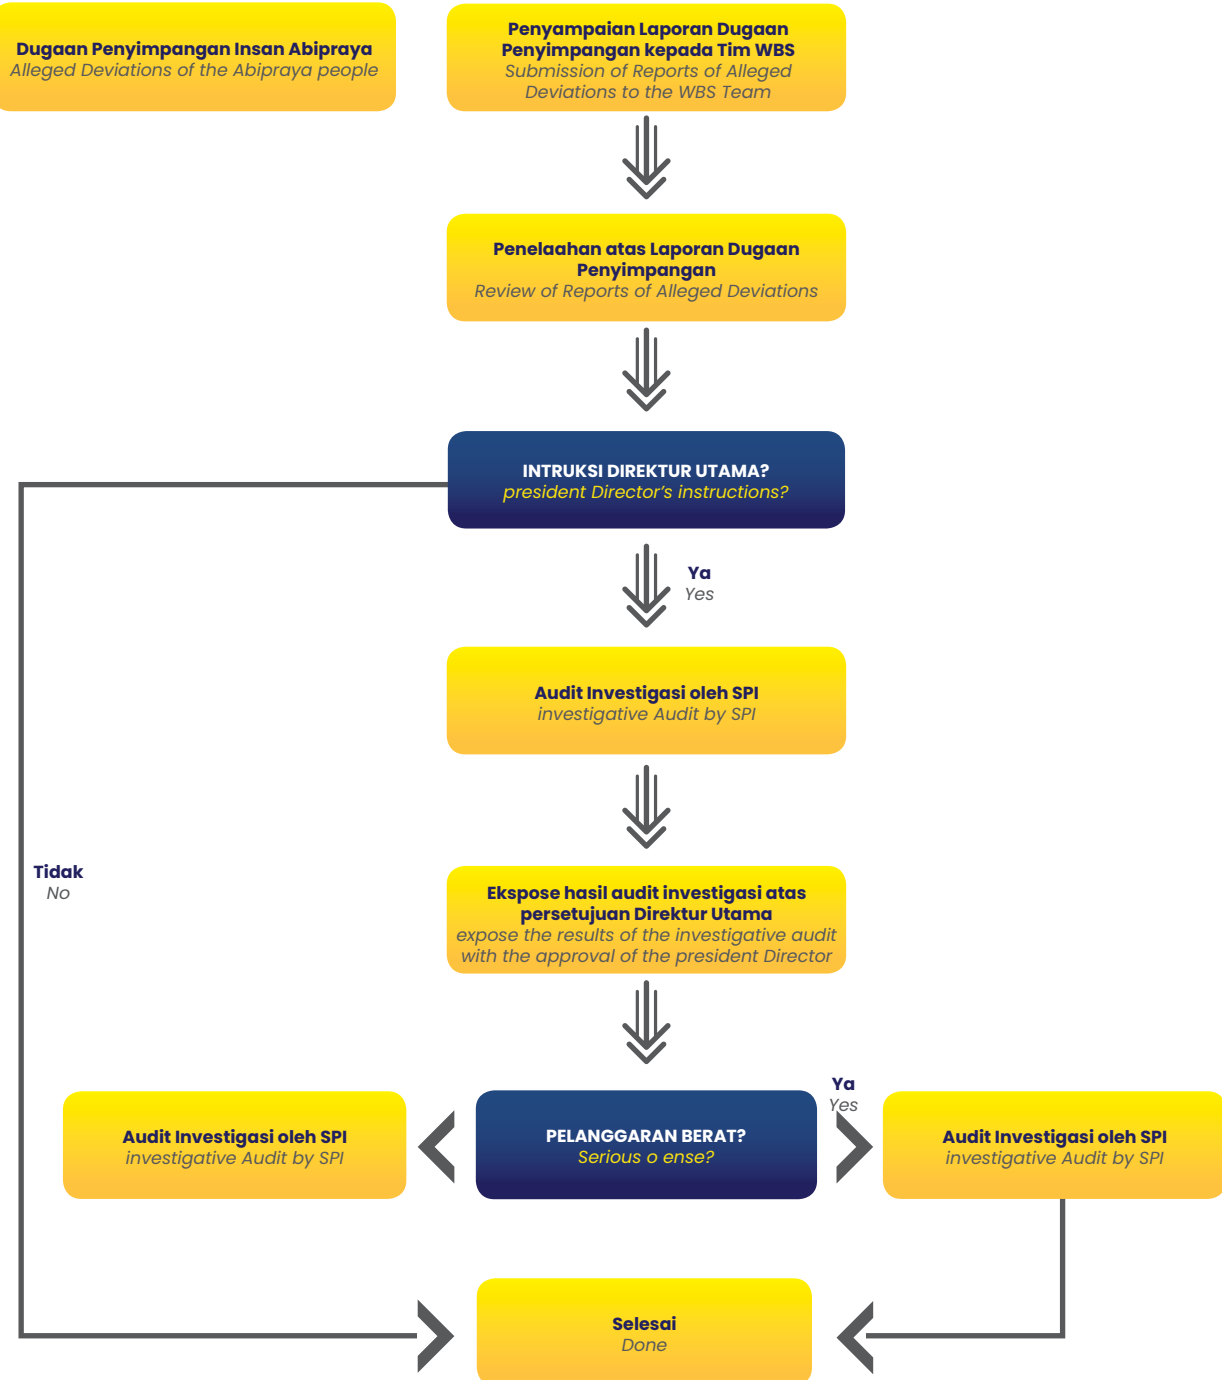 Dugaan Penyimpangan Insan Abipraya
Alleged Deviations of the Abipraya people
Penyampaian Laporan Dugaan
Penyimpangan kepada Tim WBS
Submission of Reports of Alleged
Deviations to the WBS Team
Penelaahan atas Laporan Dugaan
Penyimpangan
Review of Reports of Alleged Deviations
INTRUKSI DIREKTUR UTAMA?
president Director's instructions?
Ya
Yes
Audit Investigasi oleh SPI
investigative Audit by SPI
Tidak
No
Ekspose hasil audit investigasi atas
persetujuan Direktur Utama
expose the results of the investigative audit
with the approval of the president Director
Audit Investigasi oleh SPI
investigative Audit by SPI
PELANGGARAN BERAT?
Serious o ense?
Ya
Yes
Audit Investigasi oleh SPI
investigative Audit by SPI
Selesai
Done